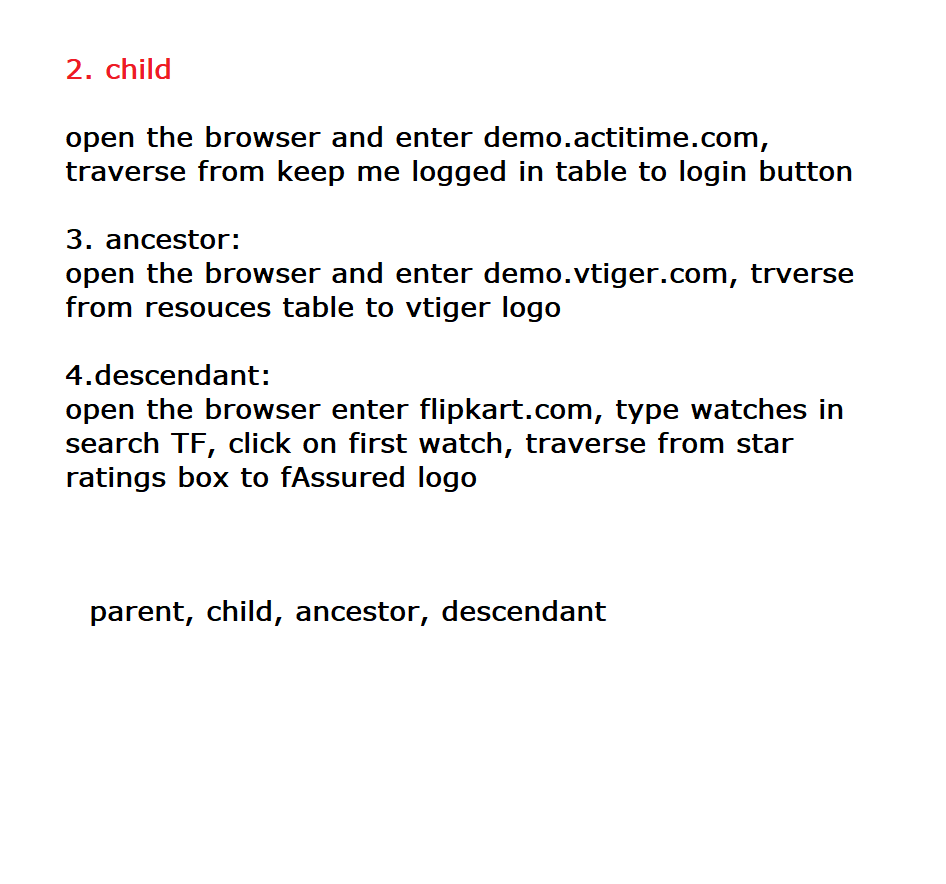 2. child
open the browser and enter demo.actitime.com,
traverse from keep me logged in table to login button
3. ancestor:
open the browser and enter demo.vtiger.com, trverse
from resouces table to vtiger logo
4.descendant:
open the browser enter flipkart.com, type watches in
search TF, click on first watch, traverse from star
ratings box to fAssured logo
parent, child, ancestor, descendant